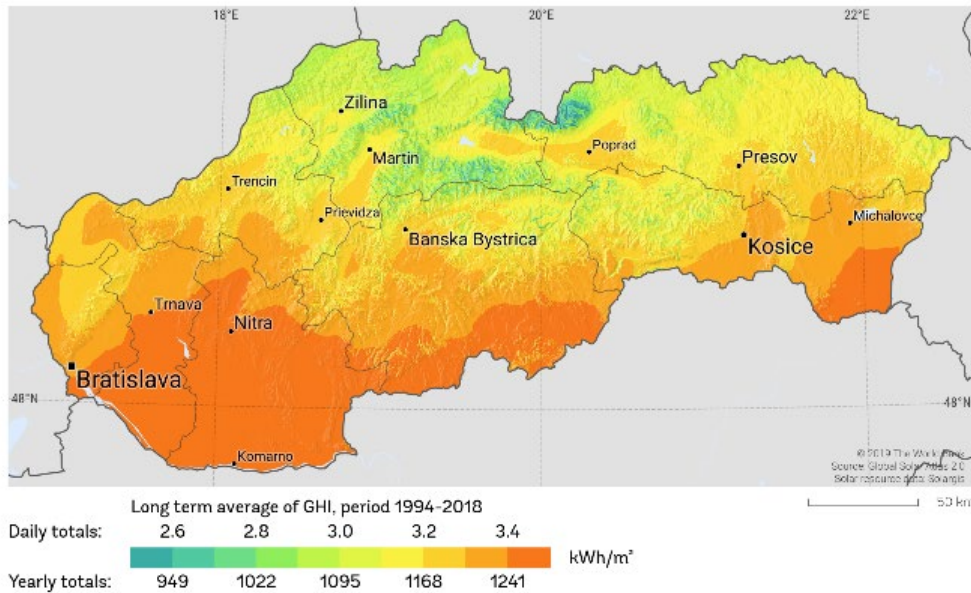 18°E 20°E 22°E
Zilina
Martin
Poprad
Presov
Trencin
Prievidza
Michalovce
Banska Bystrica
Kosice
Trnava
Nitra
Bratislava
48°N 48°N
Komarno
© 2019 The World Bank
Source: Global Solar Atlas 2.0
Solar resource data: Solargis
50 km
Long term average of GHI, period 1994-2018
Daily totals: 2.6 2.8 3.0 3.2 3.4
kWh/m²
Yearly totals: 949 1022 1095 1168 1241